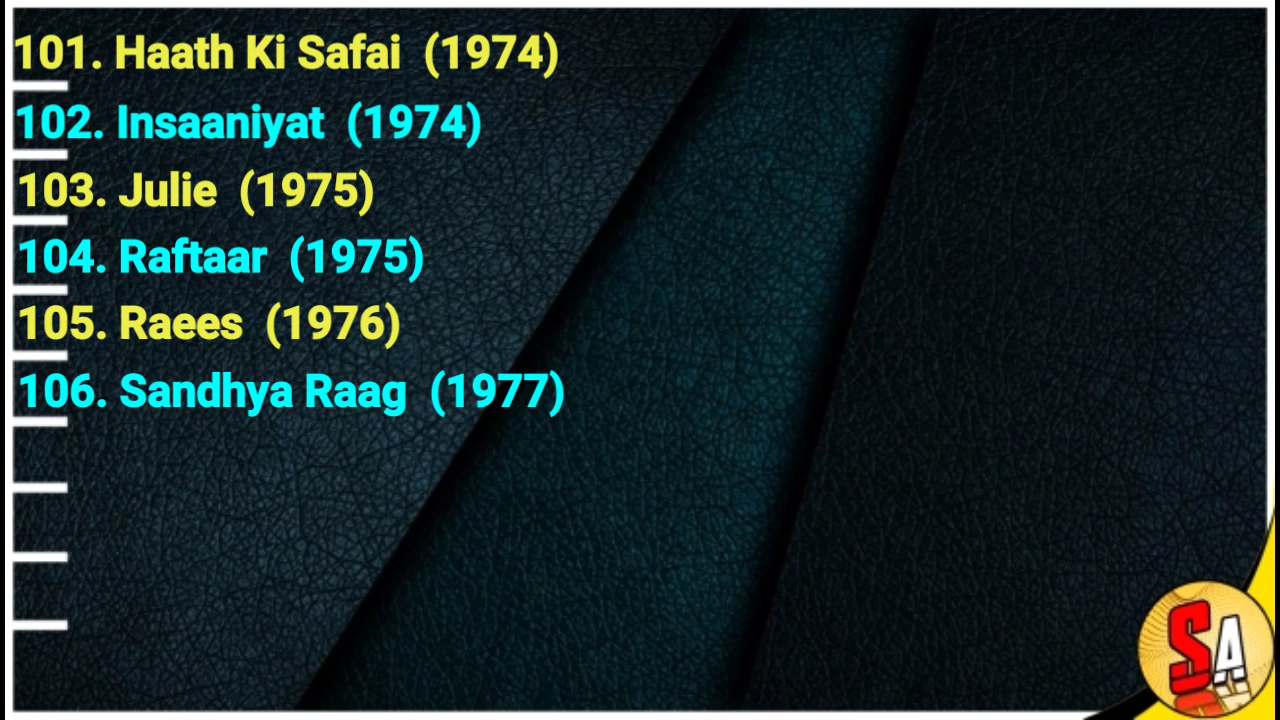 101. Haath Ki Safai (1974)
102. Insaaniyat (1974)
103. Julie (1975)
104. Raftaar (1975)
105. Raees (1976)
106. Sandhya Raag (1977)
SA